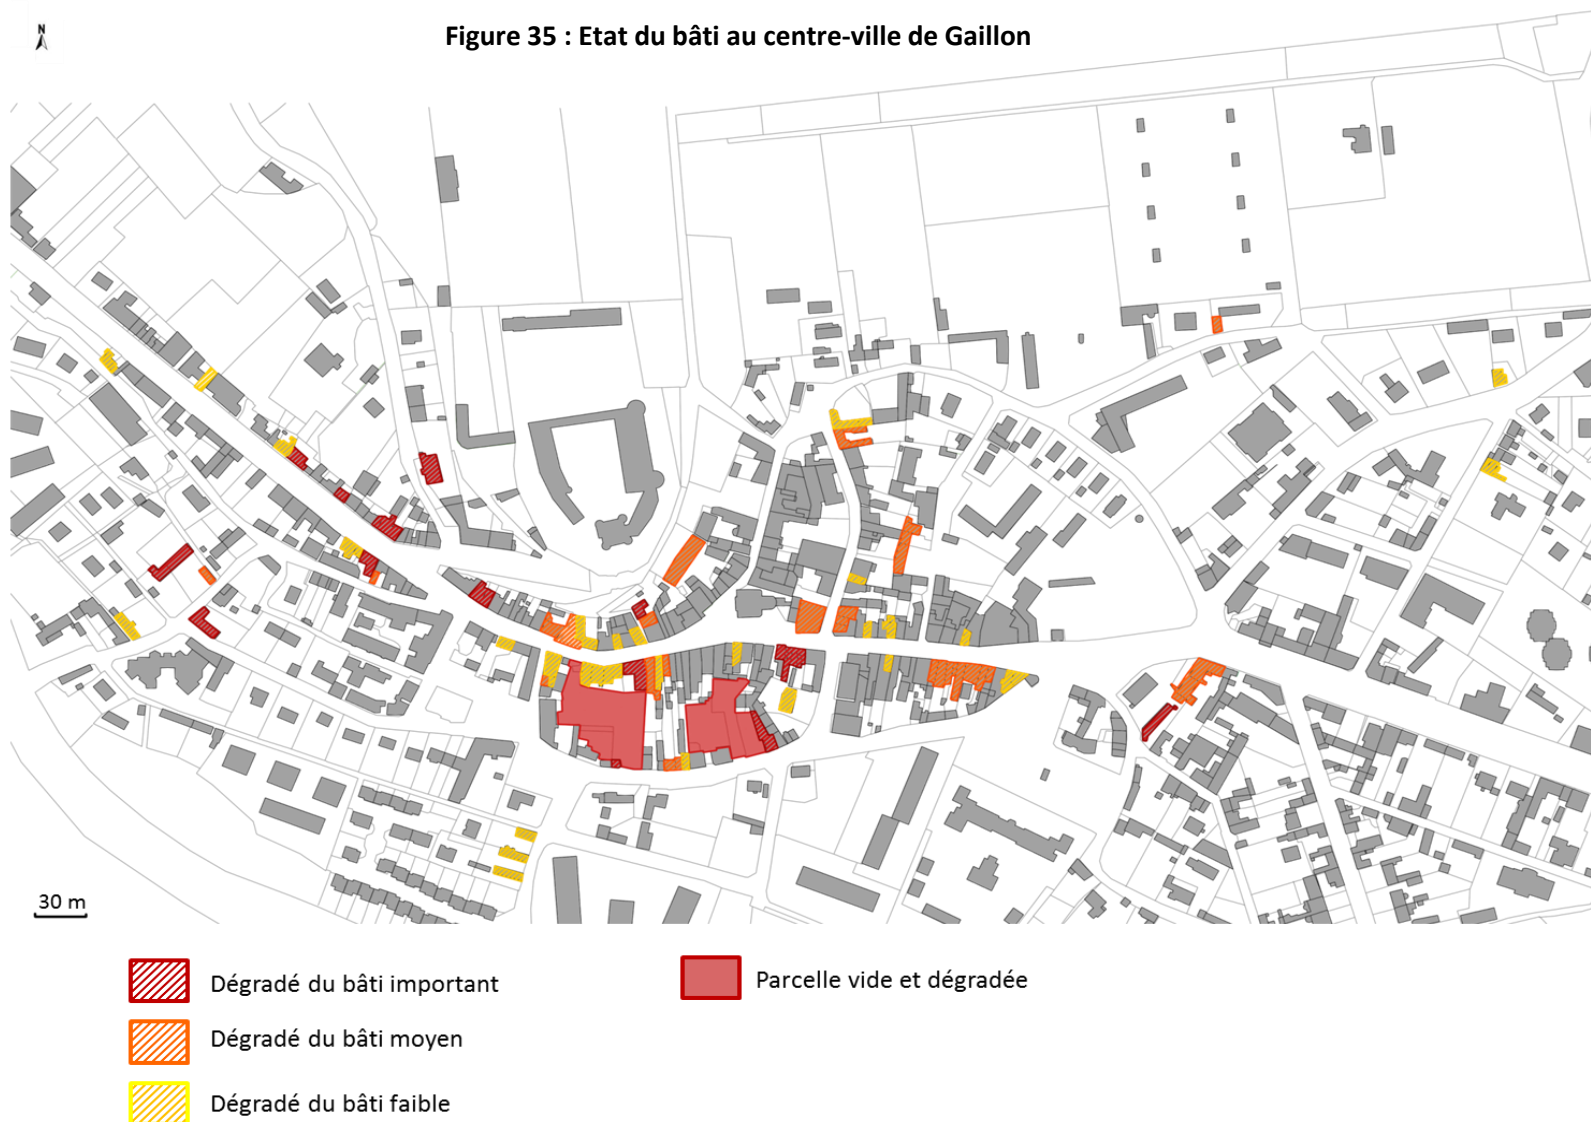 Figure 35 : Etat du bâti au centre-ville de Gaillon
N
30 m
Dégradé du bâti important
Parcelle vide et dégradée
Dégradé du bâti moyen
Dégradé du bâti faible